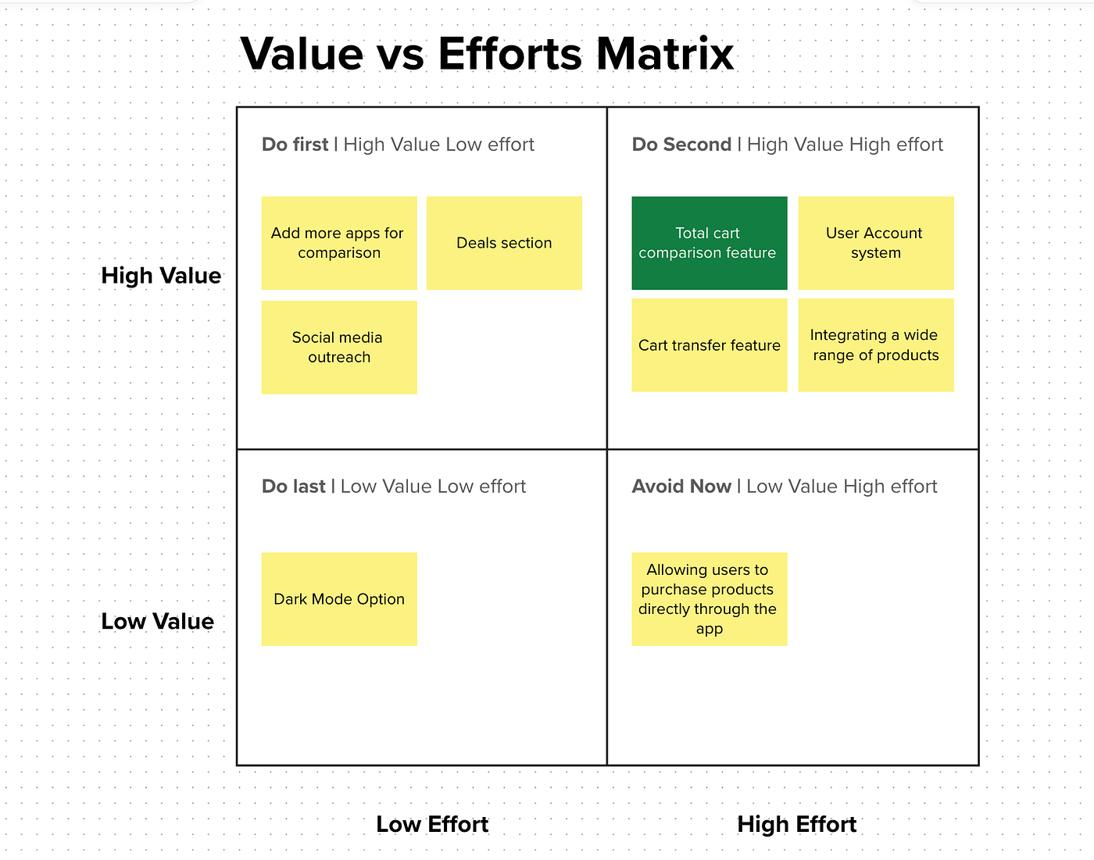 Value vs Efforts Matrix
Do first | High Value Low effort
Do Second | High Value High effort
Add more apps for
comparison
Deals section
Total cart
comparison feature
User Account
system
High Value
Social media
outreach
Cart transfer feature
Integrating a wide
range of products
Do last | Low Value Low effort
Avoid Now | Low Value High effort
Dark Mode Option
Allowing users to
purchase products
directly through the
app
Low Value
Low Effort
High Effort